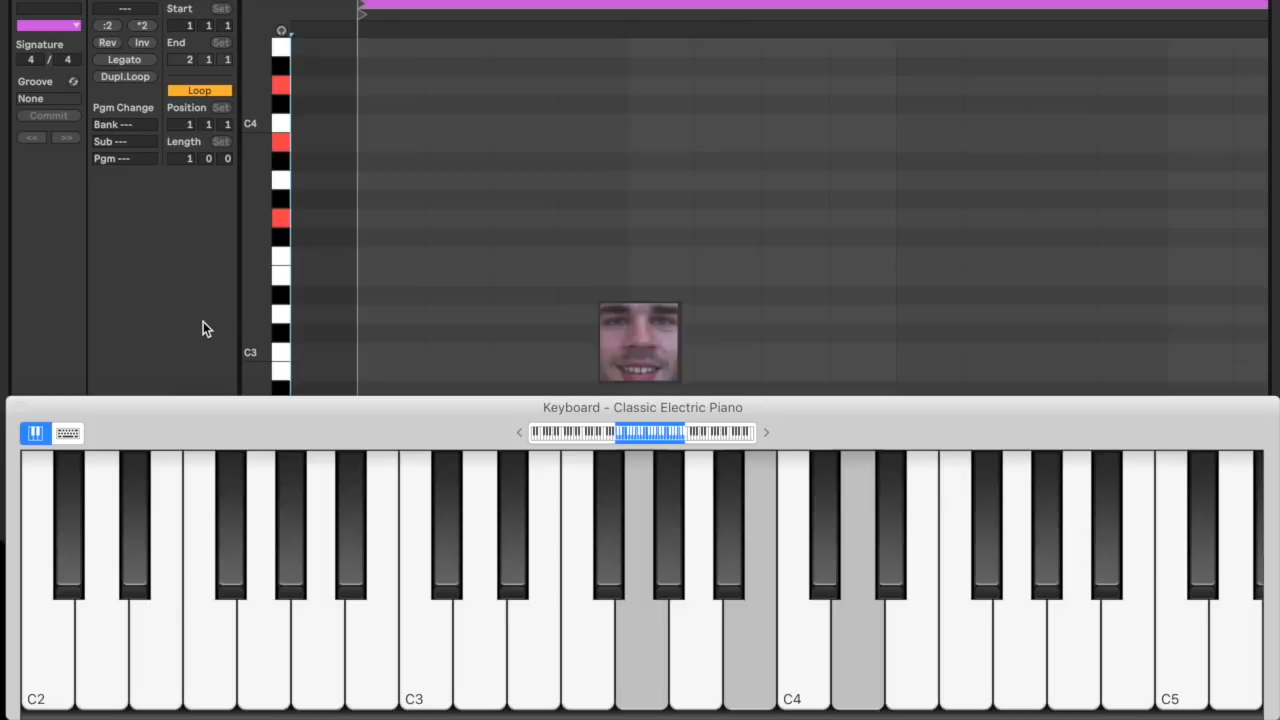 --- Start Set
:2 *2 1 1 1
Rev Inv End Set
Signature
4 / 4 Legato 2 1 1
Dupl.Loop
Groove Loop
None Pgm Change Position Set
Commit Bank --- 1 1 1
<< >> Sub --- Length Set
Pgm --- 1 0 0
C4
C3
Keyboard - Classic Electric Piano
C2 C3 C4 C5